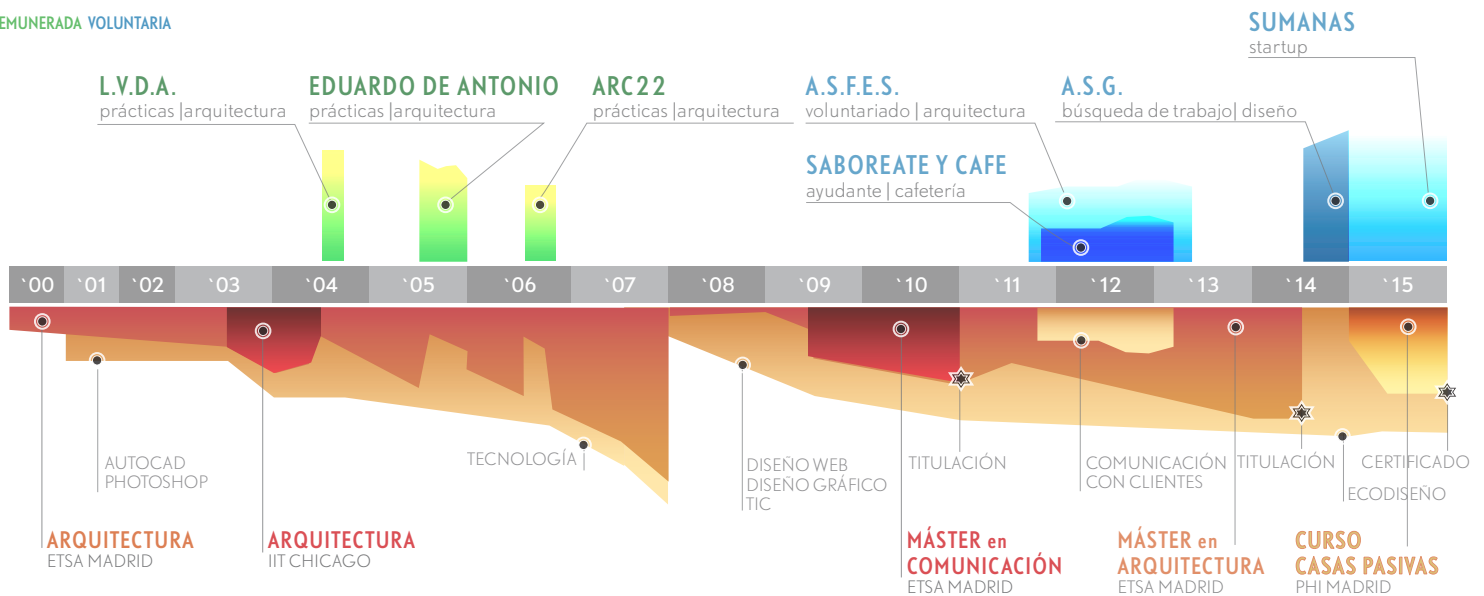 EMUNERADA VOLUNTARIA
SUMANAS
startup
L.V.D.A.
prácticas |arquitectura
EDUARDO DE ANTONIO
prácticas |arquitectura
ARC22
prácticas |arquitectura
A.S.F.E.S.
voluntariado | arquitectura
A.S.G.
búsqueda de trabajo| diseño
SABOREATE Y CAFE
ayudante | cafetería
`00 `01 `02 `03 `04 `05 `06 `07 `08 `09 `10 `11 `12 `13 `14 `15
AUTOCAD
PHOTOSHOP
TECNOLOGÍA
DISEÑO WEB
DISEÑO GRÁFICO
TIC
TITULACIÓN
COMUNICACIÓN
CON CLIENTES
TITULACIÓN
CERTIFICADO
ECODISEÑO
ARQUITECTURA
ETSA MADRID
ARQUITECTURA
IIT CHICAGO
MÁSTER en
COMUNICACIÓN
ETSA MADRID
MÁSTER en
ARQUITECTURA
ETSA MADRID
CURSO
CASAS PASIVAS
PHI MADRID